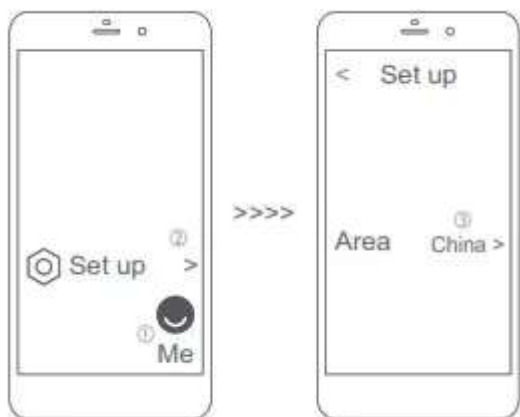 ②
Set up >
①
Me
>>>>
< Set up
③
Area China >